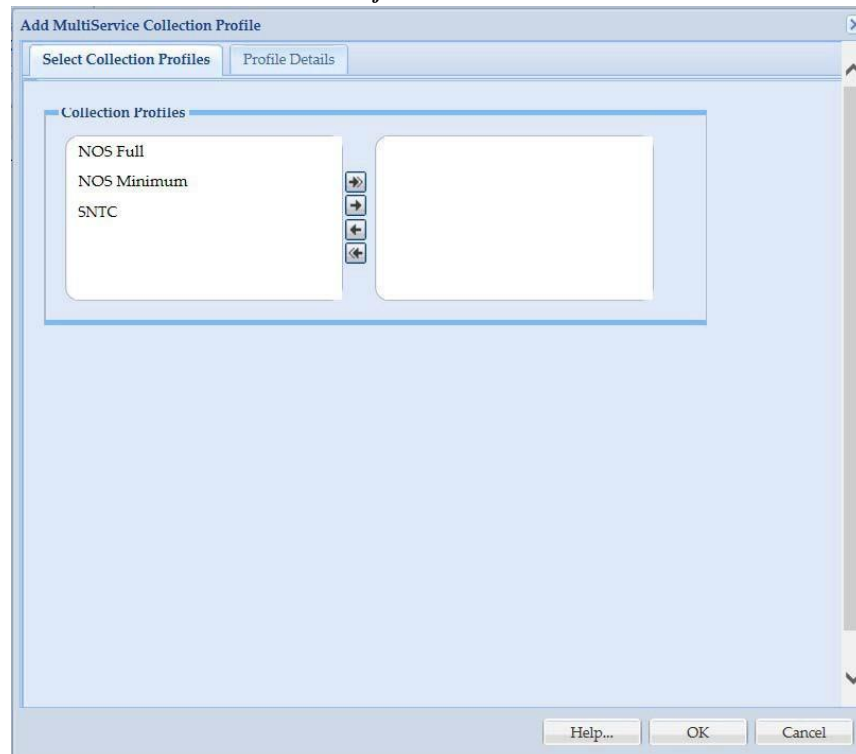 Add MultiService Collection Profile
Select Collection Profiles Profile Details
Collection Profiles
NOS Full
NOS Minimum
SNTC
Help... OK Cancel